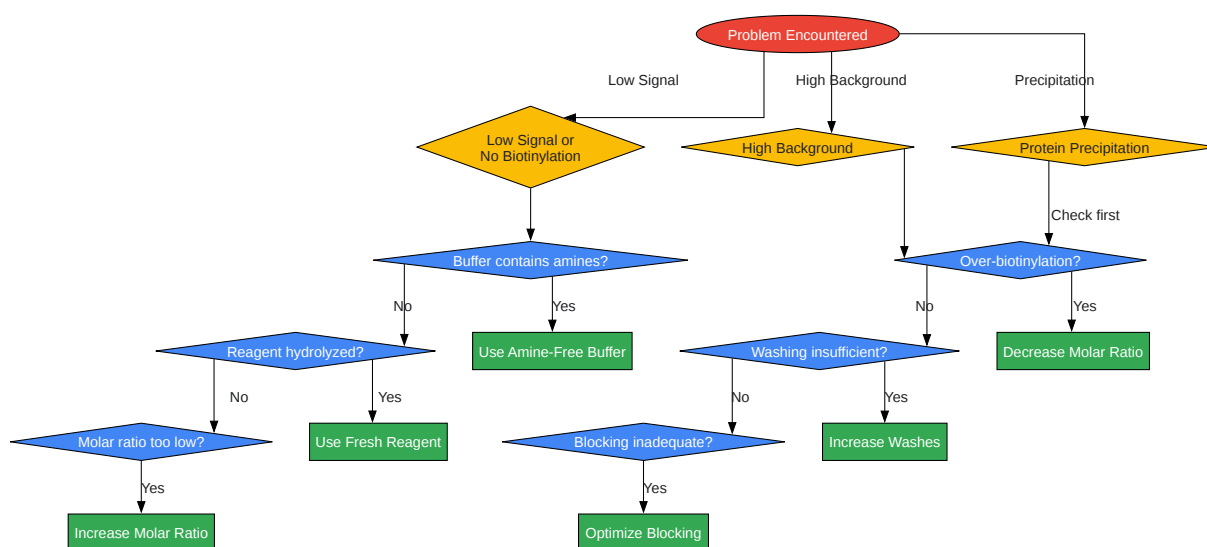 Problem Encountered
Low Signal
High Background
Precipitation
Low Signal or
No Biotinylation
High Background
Protein Precipitation
Check first
Buffer contains amines?
Over-biotinylation?
No
Yes
No
Yes
Reagent hydrolyzed?
Use Amine-Free Buffer
Washing insufficient?
Decrease Molar Ratio
No
Yes
No
Yes
Molar ratio too low?
Use Fresh Reagent
Blocking inadequate?
Increase Washes
Yes
Yes
Increase Molar Ratio
Optimize Blocking